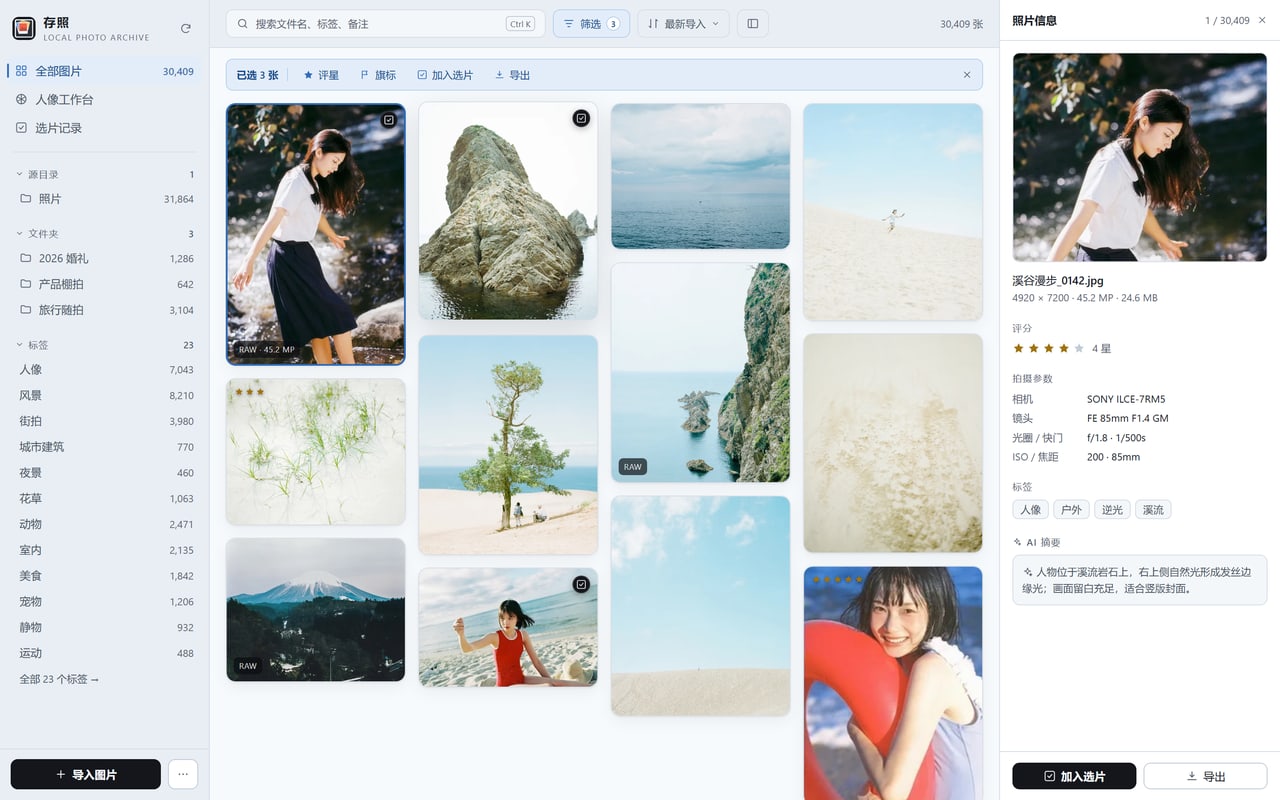 存照
LOCAL PHOTO ARCHIVE
全部图片 30,409
人像工作台
选片记录
源目录 1
照片 31,864
文件夹 3
2026 婚礼 1,286
产品棚拍 642
旅行随拍 3,104
标签 23
人像 7,043
风景 8,210
街拍 3,980
城市建筑 770
夜景 460
花草 1,063
动物 2,471
室内 2,135
美食 1,842
宠物 1,206
静物 932
运动 488
全部 23 个标签 →
+ 导入图片 ···
搜索文件名、标签、备注 Ctrl K 筛选 3 最新导入 30,409 张
已选 3 张 评星 旗标 加入选片 导出
RAW · 45.2 MP
RAW
RAW
照片信息 1 / 30,409
溪谷漫步_0142.jpg
4920 × 7200 · 45.2 MP · 24.6 MB
评分
4 星
拍摄参数
相机 SONY ILCE-7RM5
镜头 FE 85mm F1.4 GM
光圈 / 快门 f/1.8 · 1/500s
ISO / 焦距 200 · 85mm
标签
人像 户外 逆光 溪流
AI 摘要
人物位于溪流岩石上，右上侧自然光形成发丝边
缘光；画面留白充足，适合竖版封面。
加入选片 导出